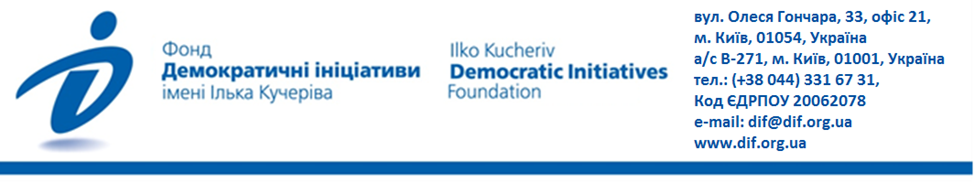 Фонд
Демократичні ініціативи
імені Ілька Кучеріва
Ilko Kucheriv
Democratic Initiatives
Foundation
вул. Олеся Гончара, 33, офіс 21,
м. Київ, 01054, Україна
а/с В-271, м. Київ, 01001, Україна
тел.: (+38 044) 331 67 31,
Код ЄДРПОУ 20062078
e-mail: dif@dif.org.ua
www.dif.org.ua